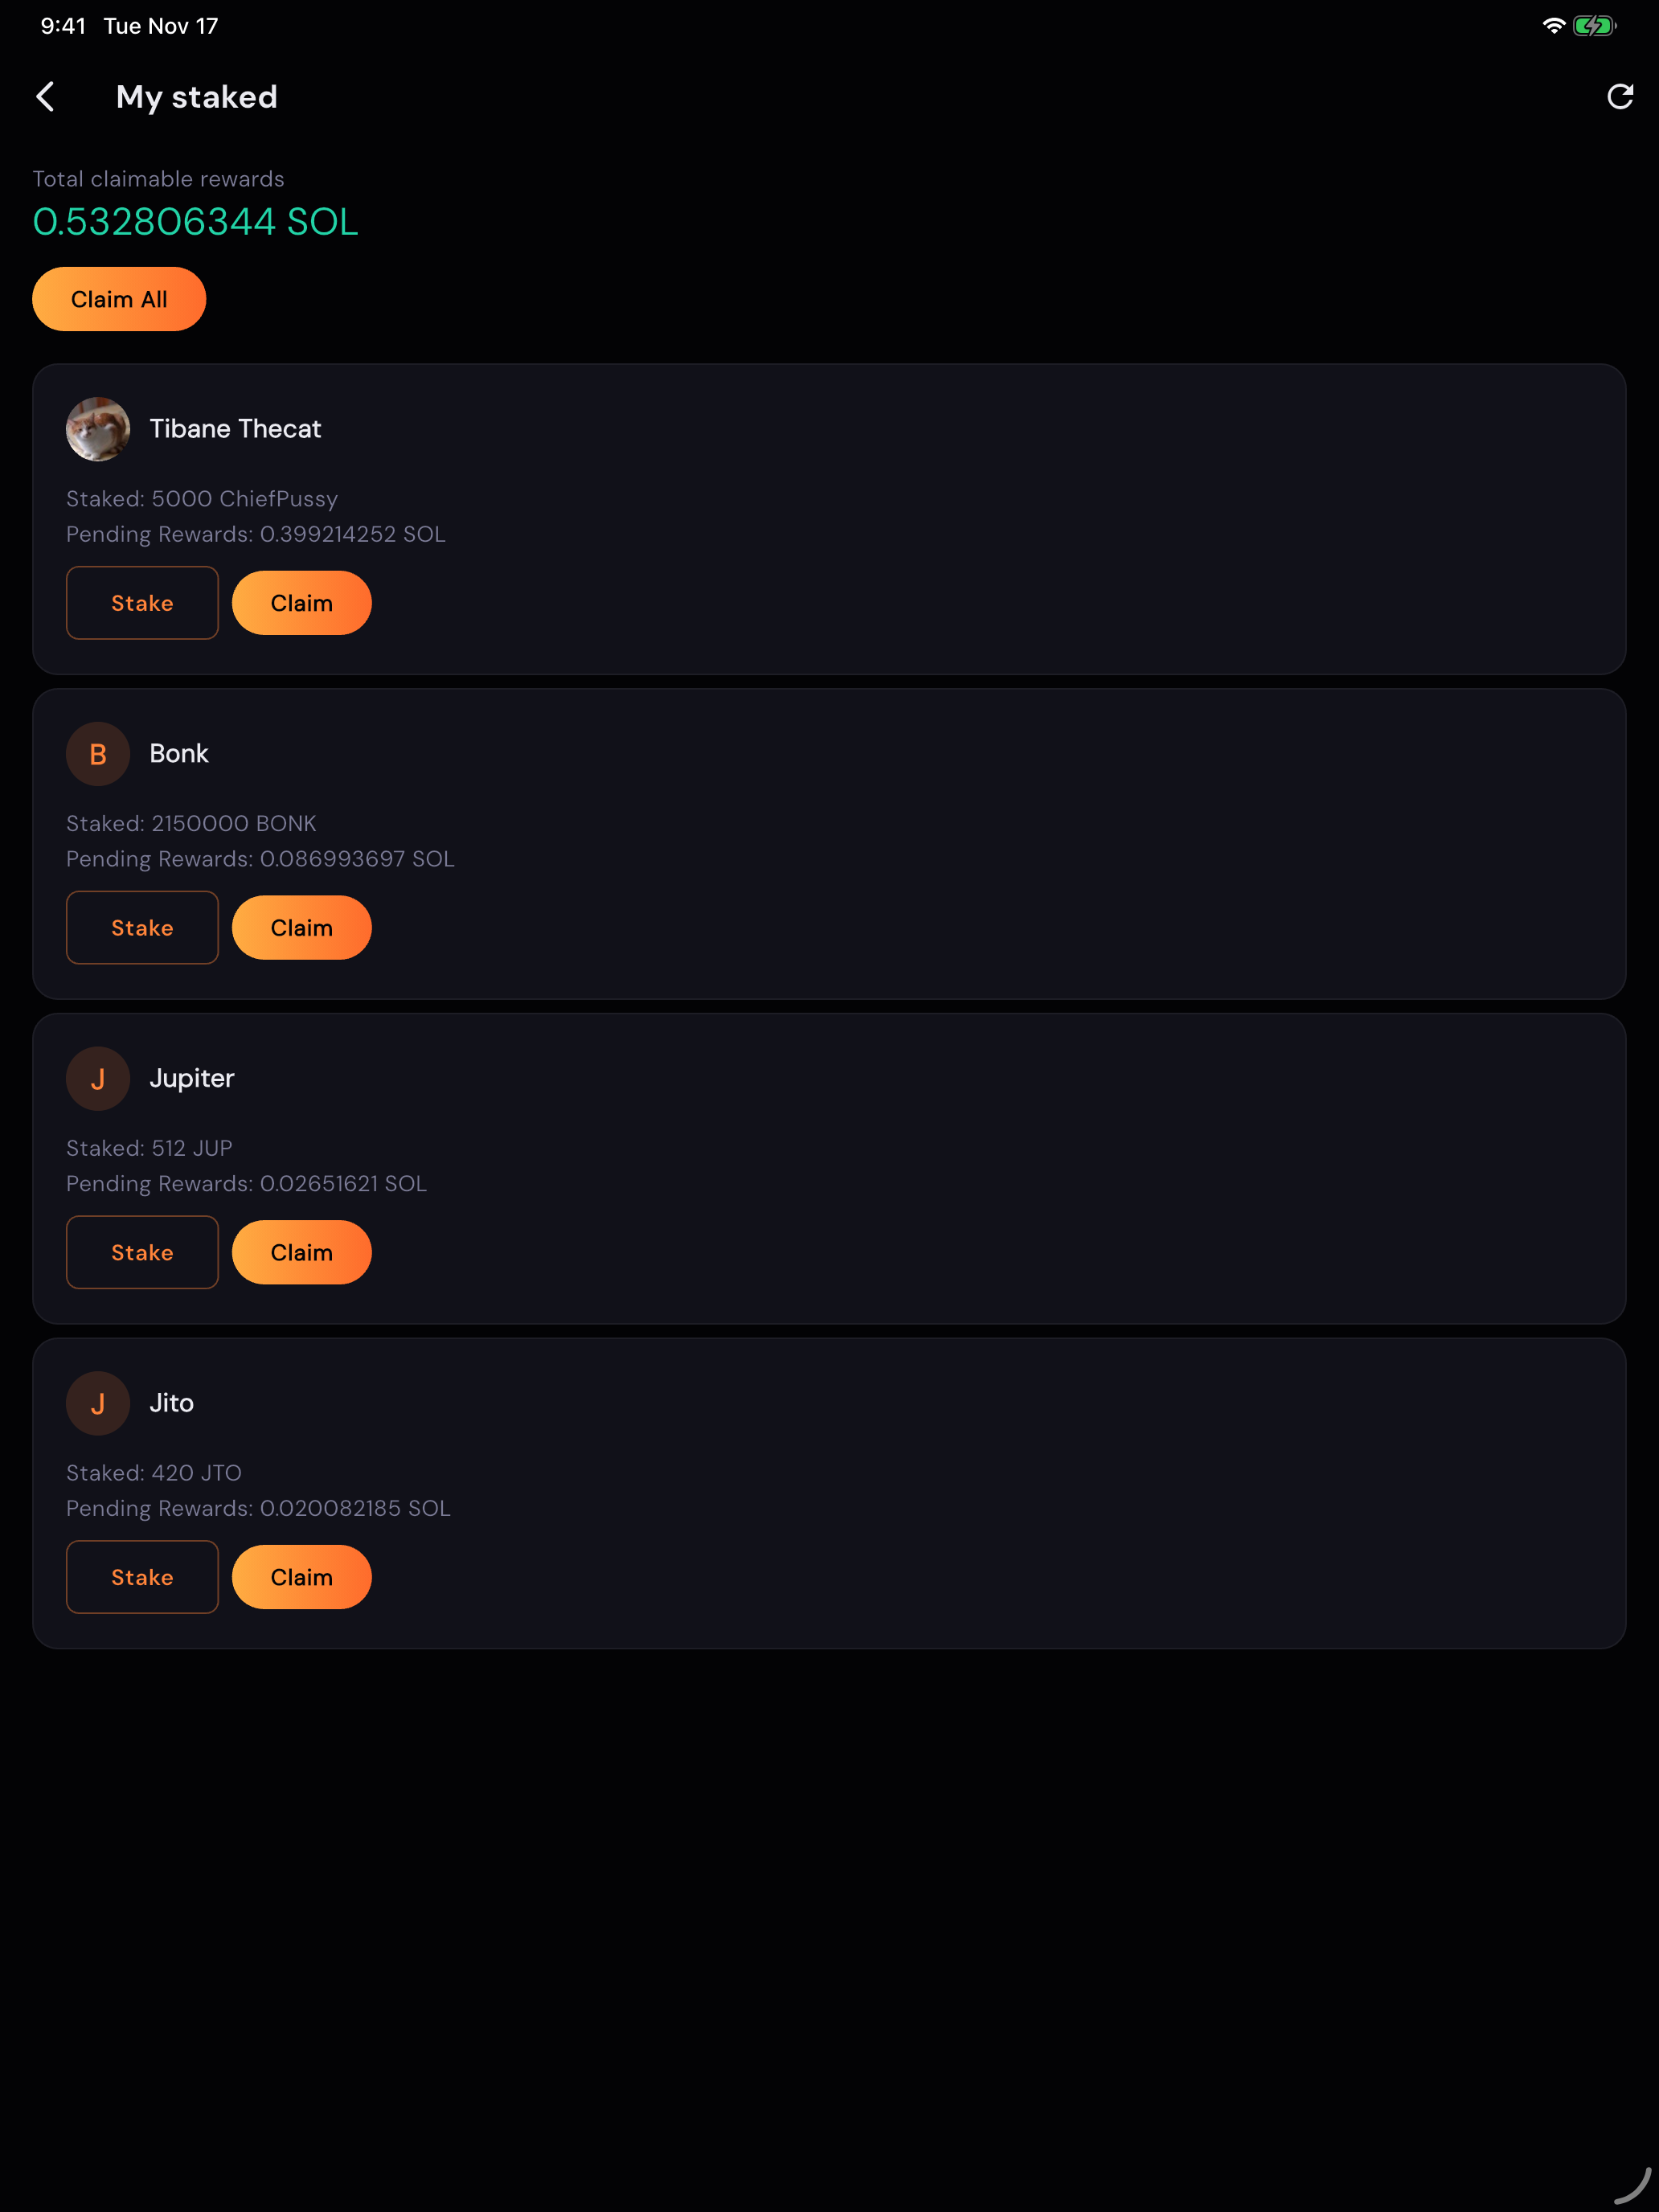 9:41 Tue Nov 17
My staked
Total claimable rewards
0.532806344 SOL
Claim All
Tibane Thecat
Staked: 5000 ChiefPussy
Pending Rewards: 0.399214252 SOL
Stake Claim
B Bonk
Staked: 2150000 BONK
Pending Rewards: 0.086993697 SOL
Stake Claim
J Jupiter
Staked: 512 JUP
Pending Rewards: 0.02651621 SOL
Stake Claim
J Jito
Staked: 420 JTO
Pending Rewards: 0.020082185 SOL
Stake Claim